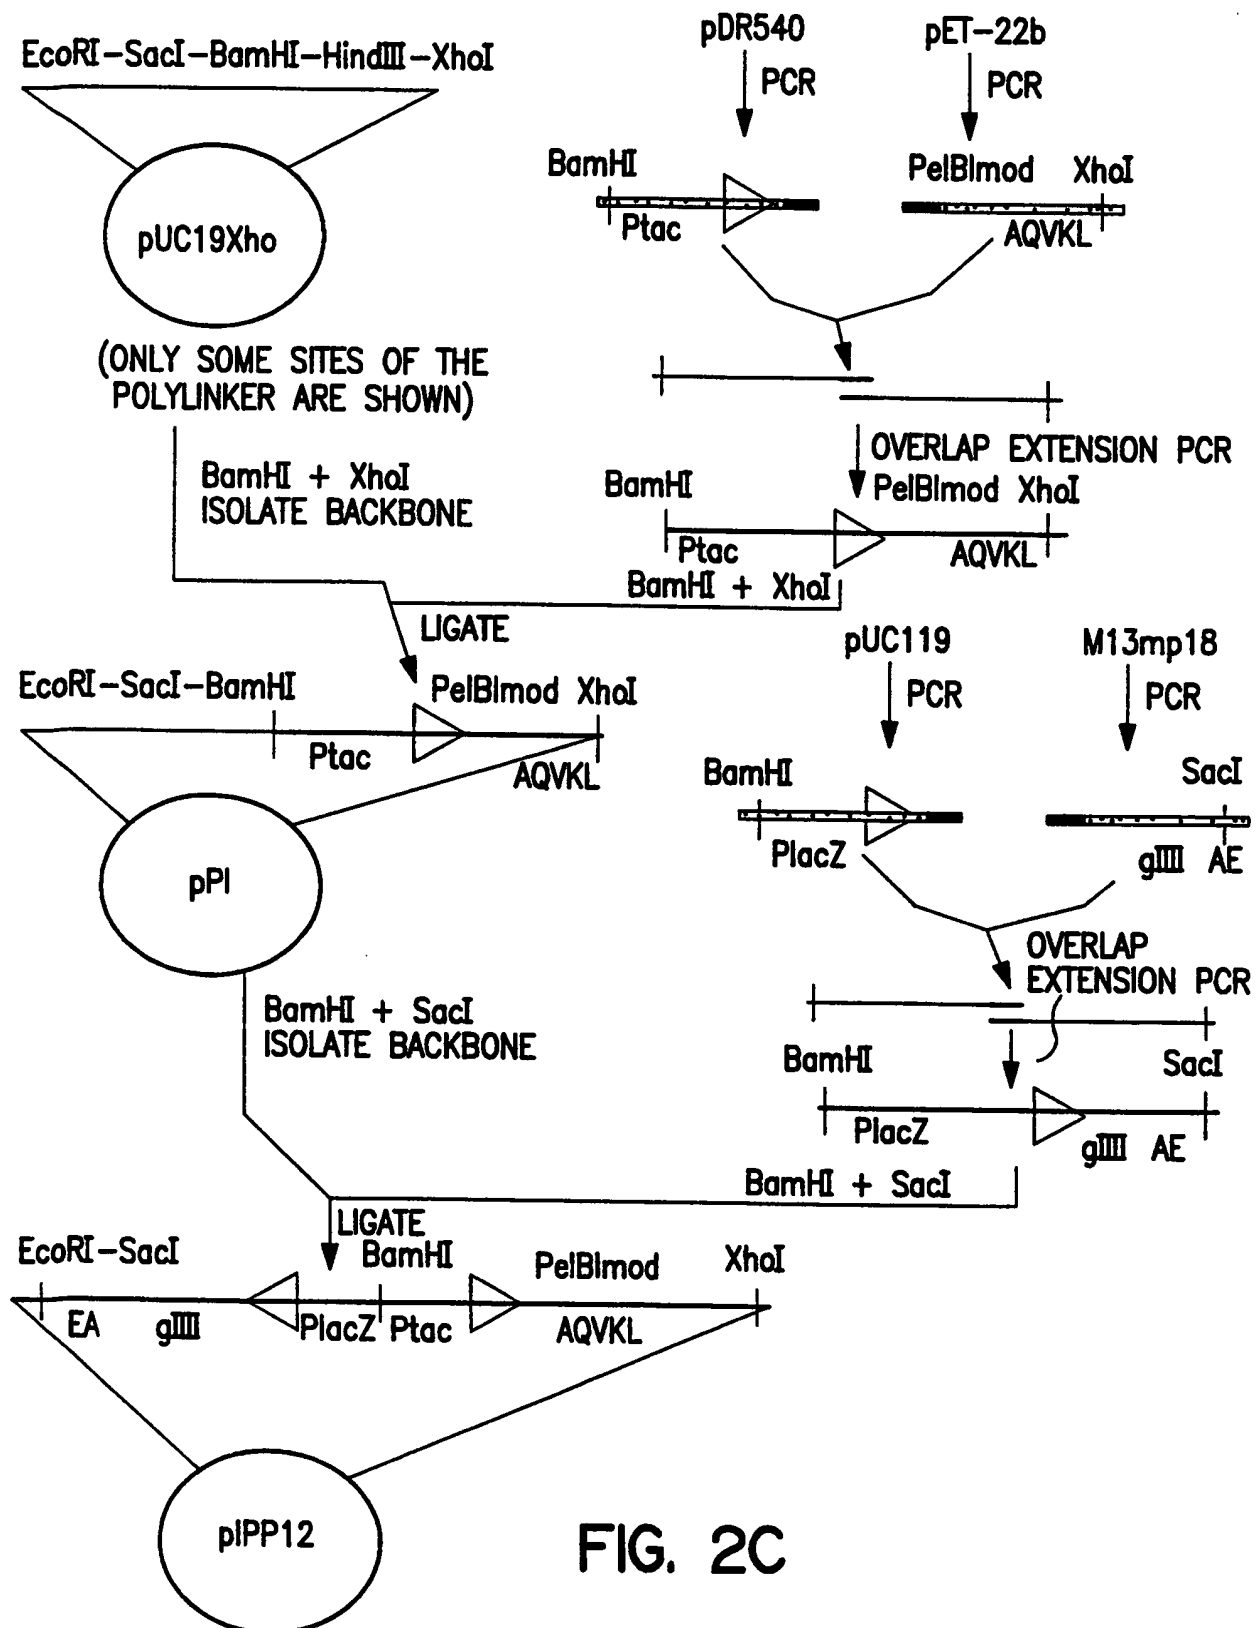 EcoRI-SacI-BamHI-HindIII-XhoI
pUC19Xho
(ONLY SOME SITES OF THE
POLYLINKER ARE SHOWN)
BamHI + XhoI
ISOLATE BACKBONE
pDR540
PCR
pET-22b
PCR
BamHI
Ptac
PelBlmod XhoI
AQVKL
OVERLAP EXTENSION PCR
BamHI
PelBlmod XhoI
Ptac
AQVKL
BamHI + XhoI
LIGATE
EcoRI-SacI-BamHI
PelBlmod XhoI
Ptac
AQVKL
pPI
BamHI + SacI
ISOLATE BACKBONE
pUC119
PCR
M13mp18
PCR
BamHI
PlacZ
SacI
gIIII AE
OVERLAP
EXTENSION PCR
BamHI
SacI
PlacZ
gIIII AE
BamHI + SacI
LIGATE
EcoRI-SacI
BamHI
PelBlmod
XhoI
EA
gIIII
PlacZ
Ptac
AQVKL
pIPP12
FIG. 2C